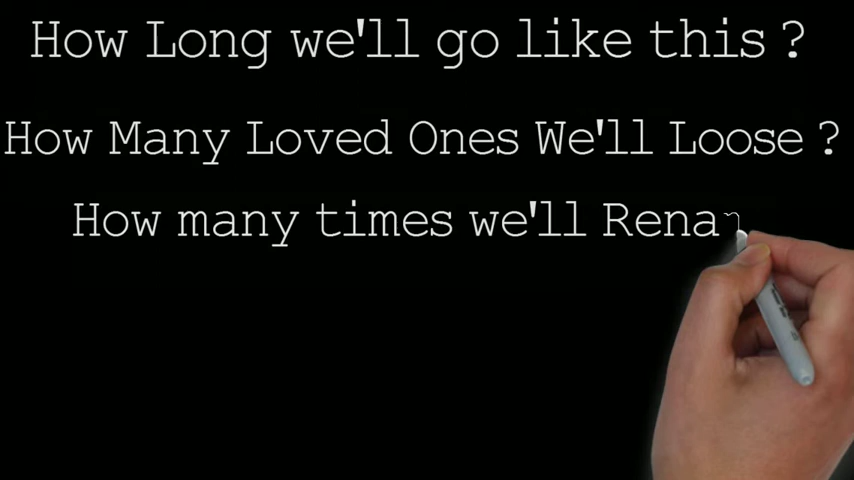 How Long we'll go like this ?
How Many Loved Ones We'll Loose ?
How many times we'll Rena